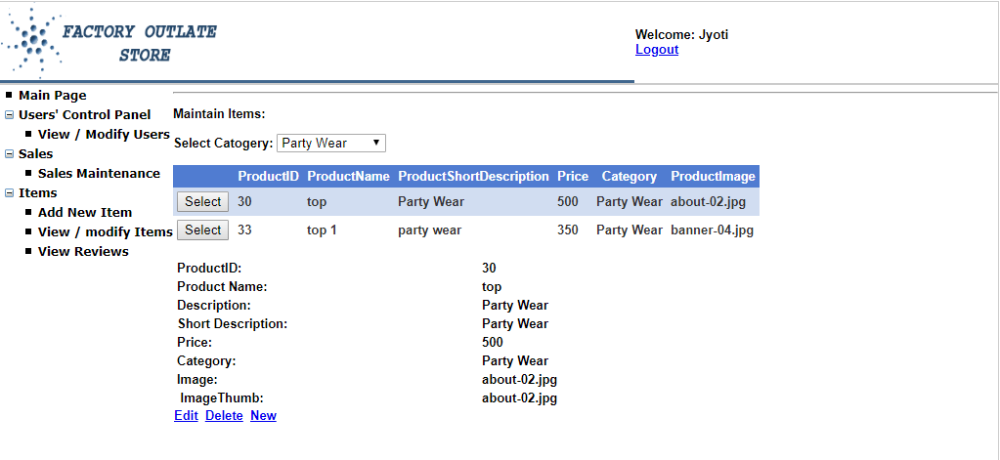 FACTORY OUTLATE
STORE
Welcome: Jyoti
Logout
Main Page
Users' Control Panel
View / Modify Users
Sales
Sales Maintenance
Items
Add New Item
View / modify Items
View Reviews
Maintain Items:
Select Catogery: Party Wear
ProductID ProductName ProductShortDescription Price Category ProductImage
Select 30 top Party Wear 500 Party Wear about-02.jpg
Select 33 top 1 party wear 350 Party Wear banner-04.jpg
ProductID: 30
Product Name: top
Description: Party Wear
Short Description: Party Wear
Price: 500
Category: Party Wear
Image: about-02.jpg
ImageThumb: about-02.jpg
Edit Delete New